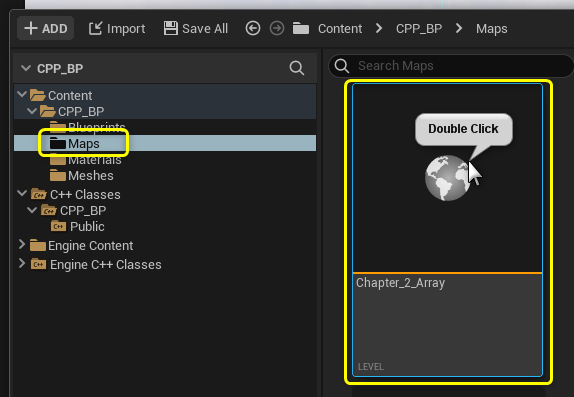 ADD Import Save All Content CPP_BP Maps
CPP_BP
Search Maps
Content
CPP_BP
Blueprints
Maps
Materials
Meshes
C++ Classes
CPP_BP
Public
Engine Content
Engine C++ Classes
Double Click
Chapter_2_Array
LEVEL